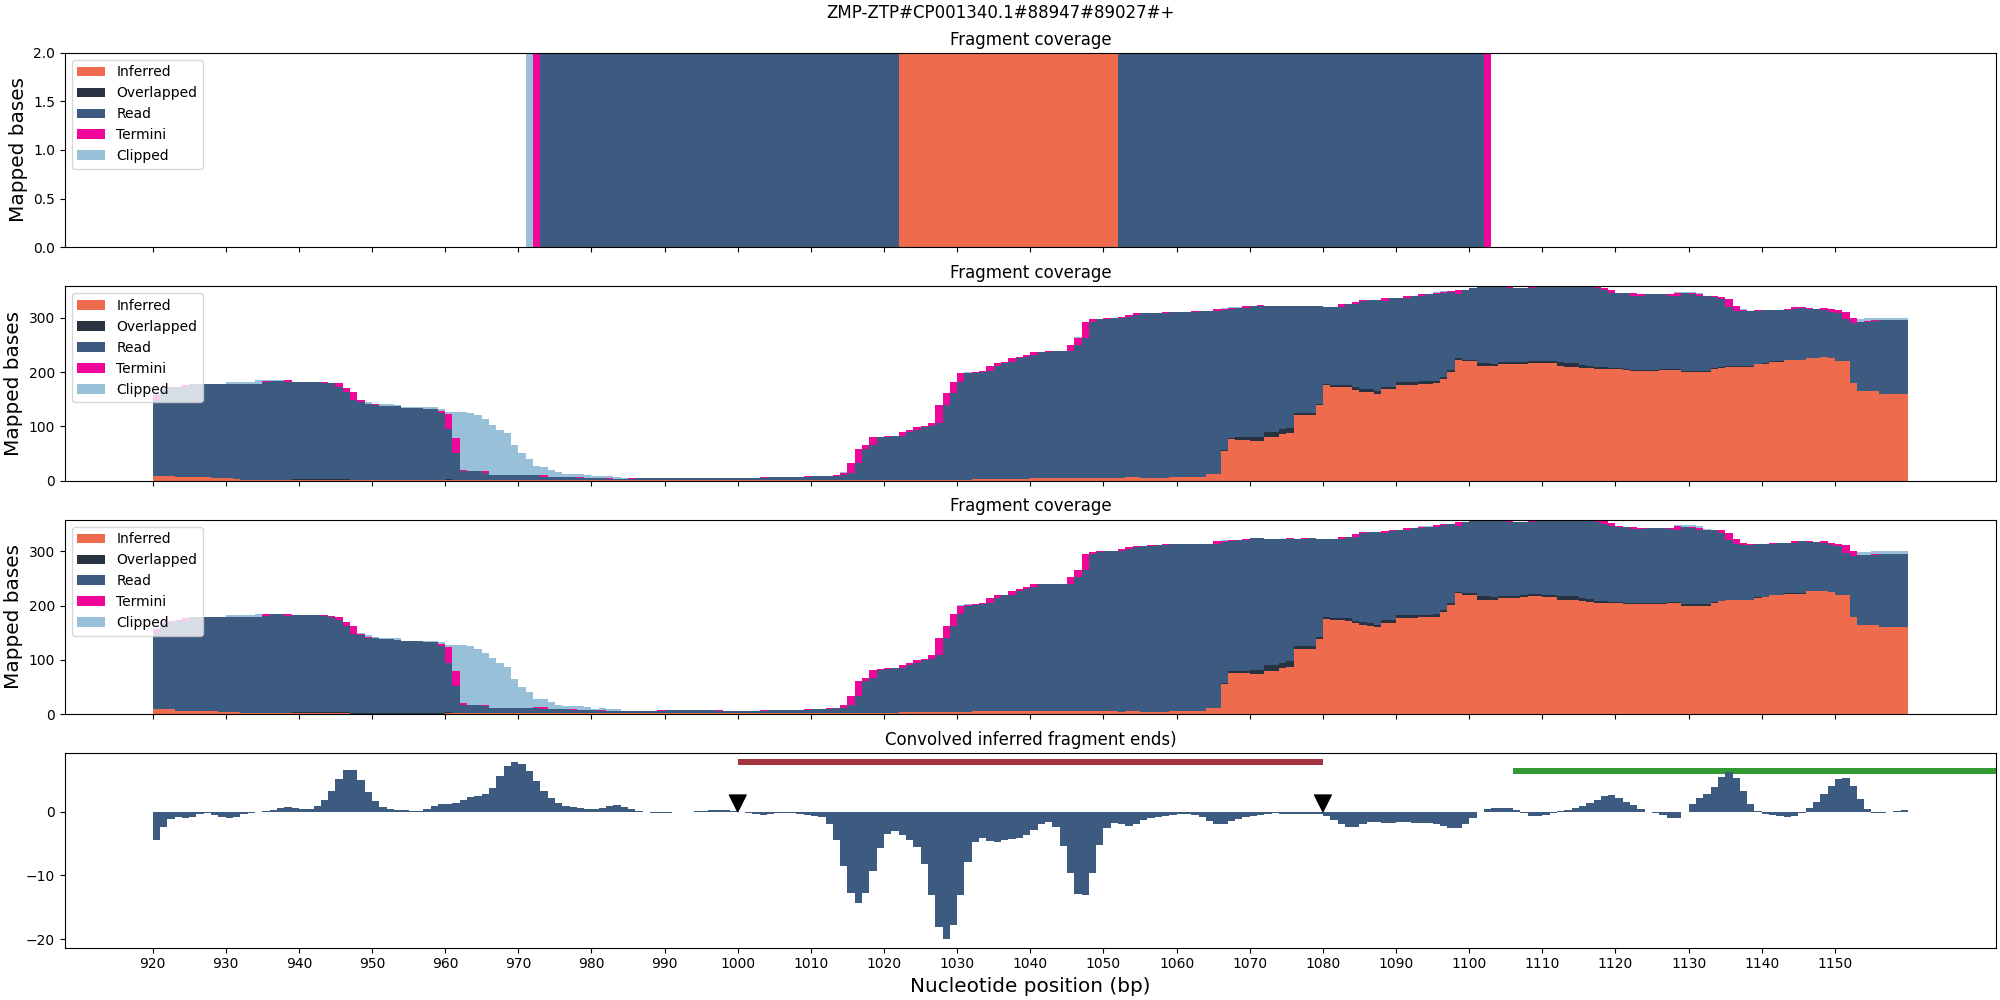 ZMP-ZTP#CP001340.1#88947#89027#+
Fragment coverage
Mapped bases
2.0
1.5
1.0
0.5
0.0
Inferred
Overlapped
Read
Termini
Clipped
Fragment coverage
Mapped bases
300
200
100
0
Inferred
Overlapped
Read
Termini
Clipped
Fragment coverage
Mapped bases
300
200
100
0
Inferred
Overlapped
Read
Termini
Clipped
Convolved inferred fragment ends)
0
−10
−20
920 930 940 950 960 970 980 990 1000 1010 1020 1030 1040 1050 1060 1070 1080 1090 1100 1110 1120 1130 1140 1150
Nucleotide position (bp)